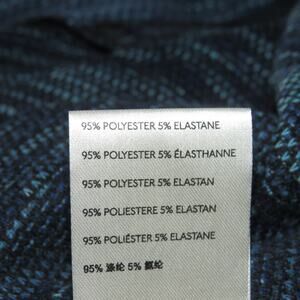 95% POLYESTER 5% ELASTANE
95% POLYESTER 5% ÉLASTHANNE
95% POLYESTER 5% ELASTAN
95% POLIESTERE 5% ELASTAN
95% POLIÉSTER 5% ELASTANE
95% 涤纶 5% 氨纶